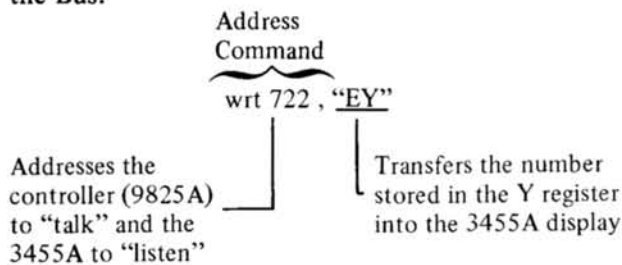 the Bus.
Address
Command
wrt 722 , “EY”
Addresses the
controller (9825A)
to “talk” and the
3455A to “listen”
Transfers the number
stored in the Y register
into the 3455A display